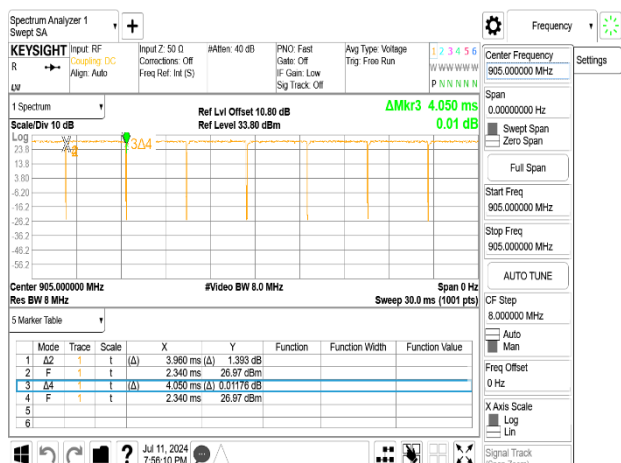 Spectrum Analyzer 1
Swept SA
Frequency
KEYSIGHT
R
Input: RF
Coupling: DC
Align: Auto
Input Z: 50 Ω
Corrections: Off
Freq Ref: Int (S)
#Atten: 40 dB
PNO: Fast
Gate: Off
IF Gain: Low
Sig Track: Off
Avg Type: Voltage
Trig: Free Run
1 2 3 4 5 6
W W W W W W
P N N N N N
Center Frequency
905.000000 MHz
Settings
Span
0.00000000 Hz
Swept Span
Zero Span
Full Span
Start Freq
905.000000 MHz
Stop Freq
905.000000 MHz
AUTO TUNE
CF Step
8.000000 MHz
Auto
Man
Freq Offset
0 Hz
X Axis Scale
Log
Lin
Signal Track
1 Spectrum
Scale/Div 10 dB
Ref Lvl Offset 10.80 dB
Ref Level 33.80 dBm
ΔMkr3 4.050 ms
0.01 dB
Log
23.8
13.8
3.80
-6.20
-16.2
-26.2
-36.2
-46.2
-56.2
3Δ4
Center 905.000000 MHz
Res BW 8 MHz
#Video BW 8.0 MHz
Span 0 Hz
Sweep 30.0 ms (1001 pts)
5 Marker Table
Mode Trace Scale X Y Function Function Width Function Value
1 Δ2 1 t (Δ) 3.960 ms (Δ) 1.393 dB
2 F 1 t 2.340 ms 26.97 dBm
3 Δ4 1 t (Δ) 4.050 ms (Δ) 0.01176 dB
4 F 1 t 2.340 ms 26.97 dBm
5
6
?
Jul 11, 2024
7:56:10 PM